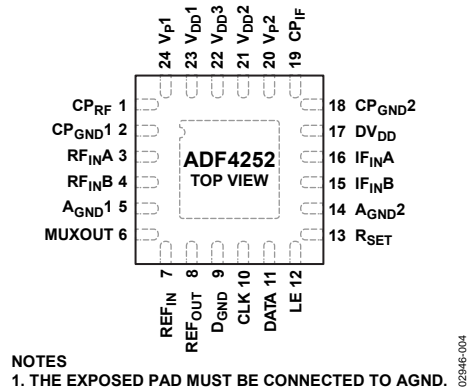 24 VP1
23 VDD1
22 VDD3
21 VDD2
20 VP2
19 CPIF
CPRF 1
CPGND1 2
RFINA 3
RFINB 4
AGND1 5
MUXOUT 6
ADF4252
TOP VIEW
18 CPGND2
17 DVDD
16 IFINA
15 IFINB
14 AGND2
13 RSET
REFIN 7
REFOUT 8
DGND 9
CLK 10
DATA 11
LE 12
NOTES
1. THE EXPOSED PAD MUST BE CONNECTED TO AGND.
02946-004